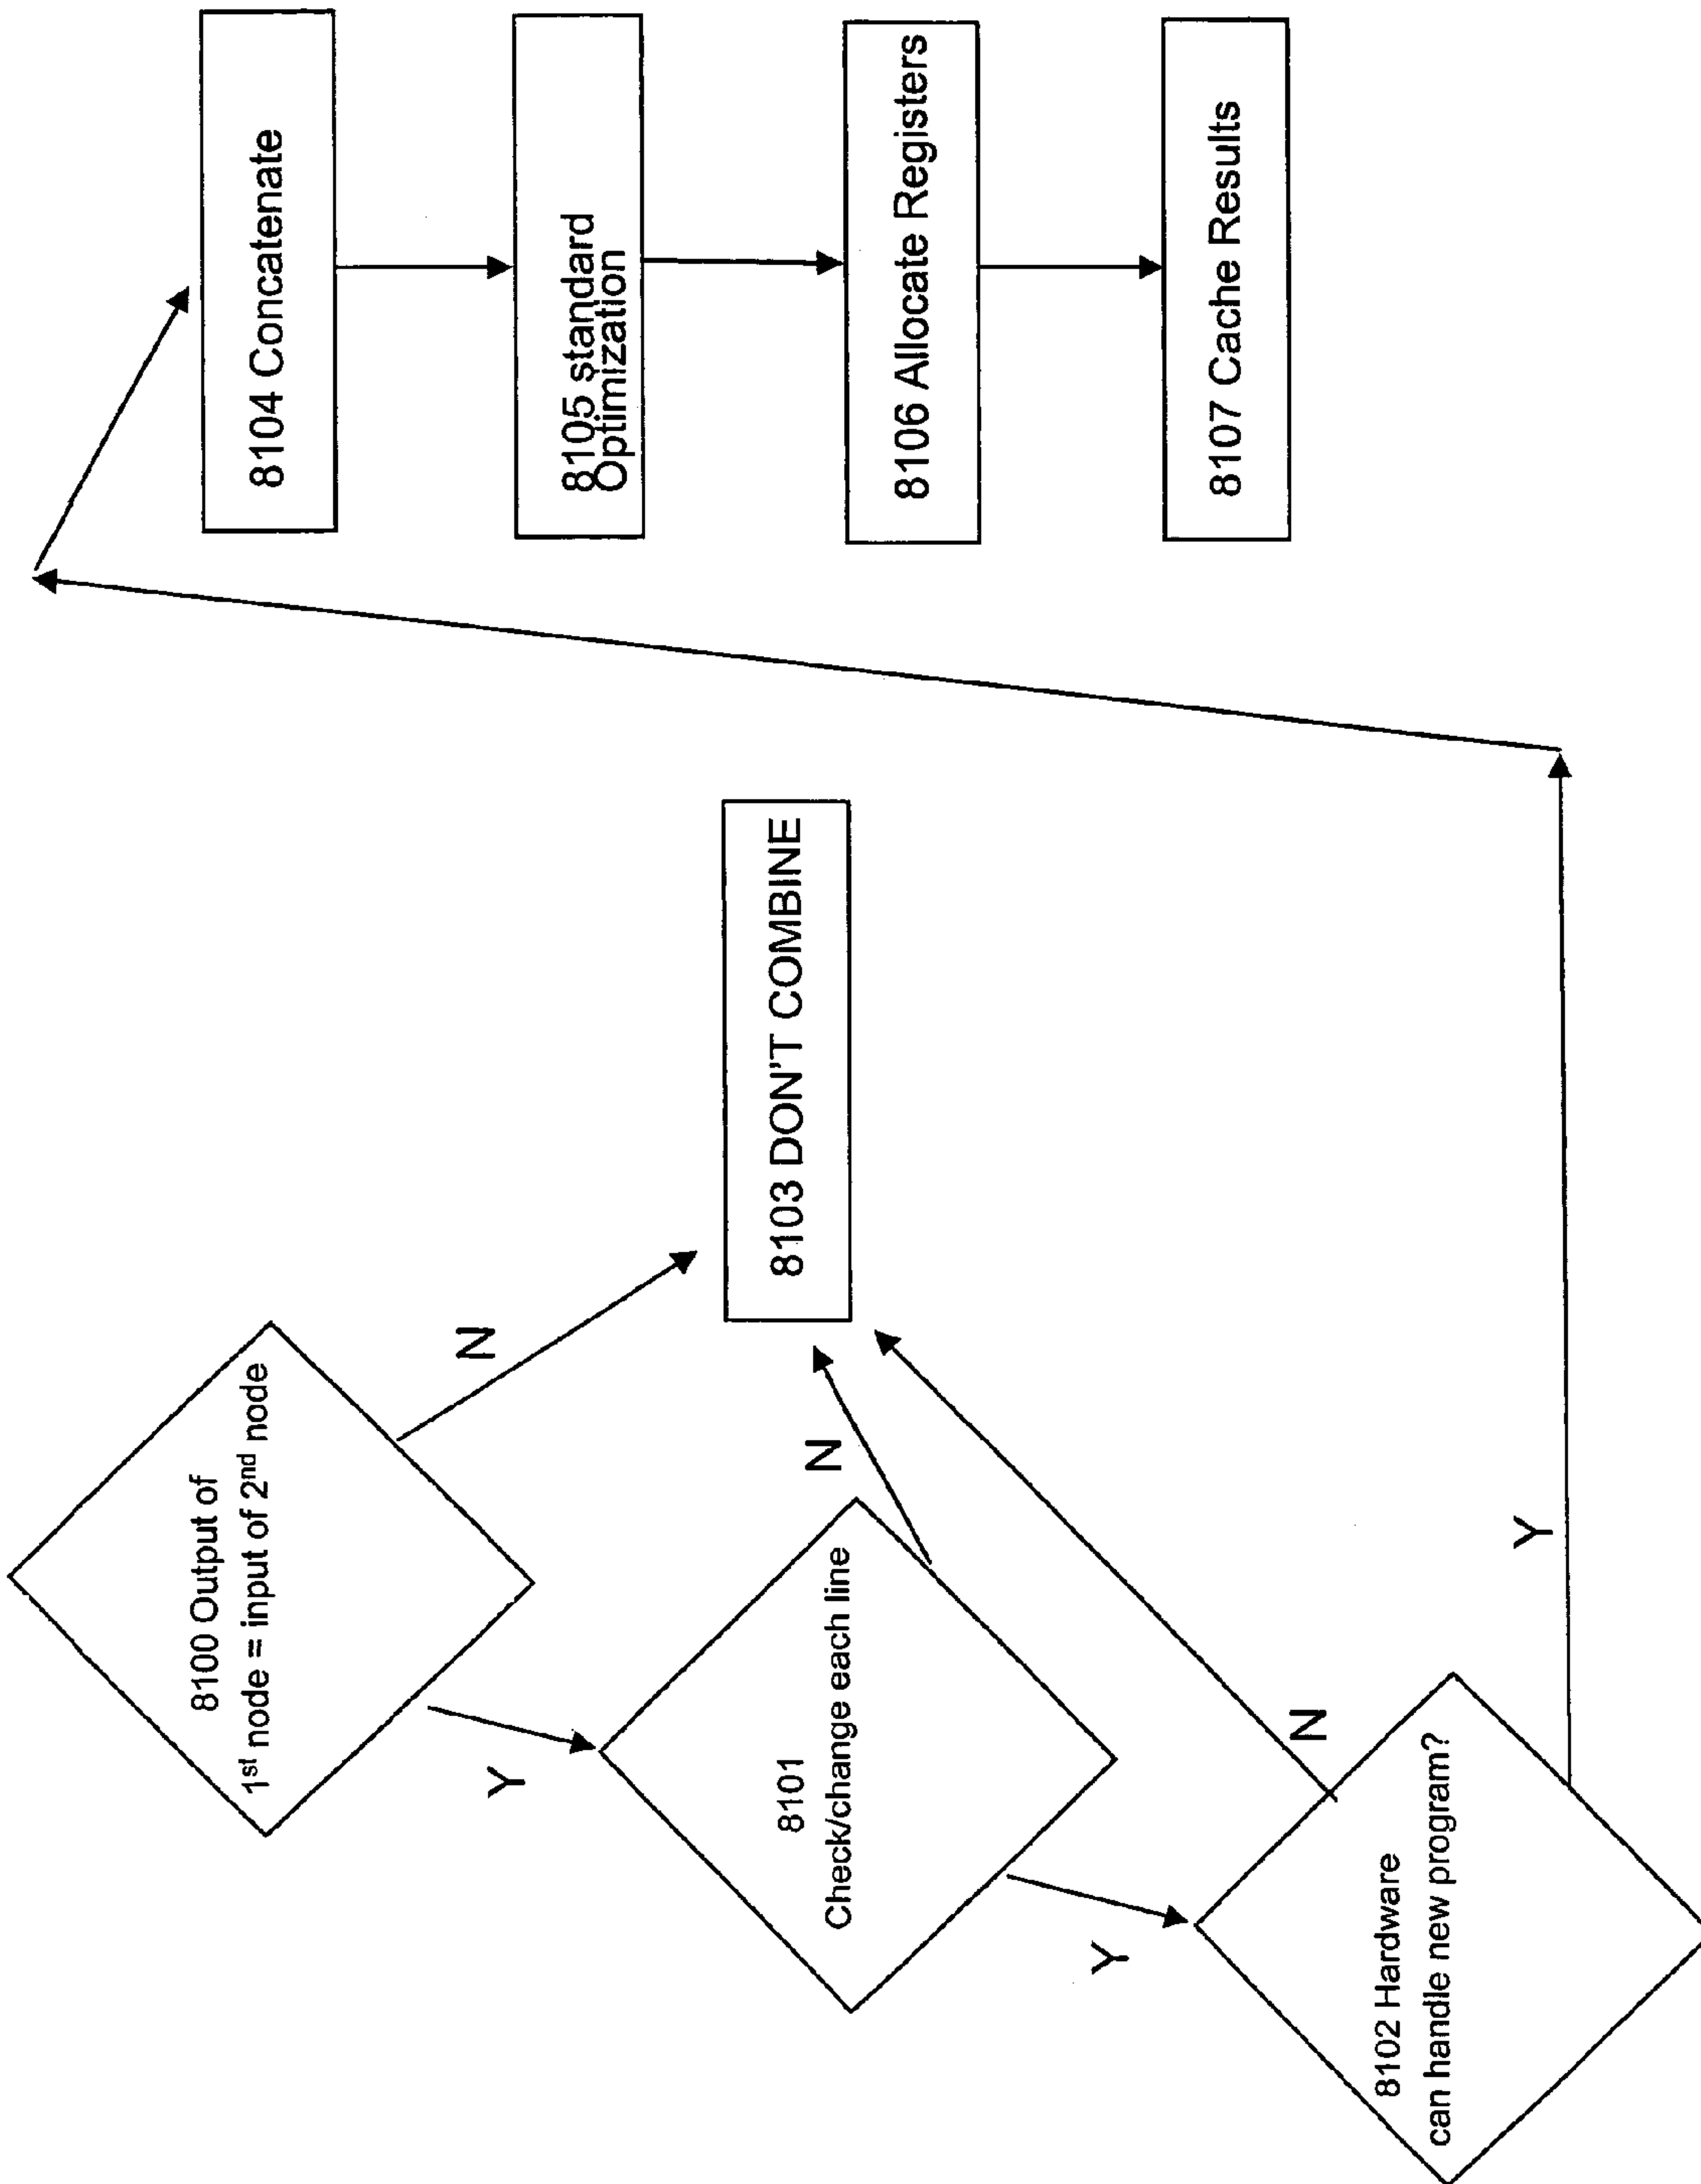 8100 Output of
1st node = input of 2nd node
N
Y
8101
Check/change each line
N
Y
8102 Hardware
can handle new program?
N
Y
8103 DON'T COMBINE
8104 Concatenate
8105 standard
Optimization
8106 Allocate Registers
8107 Cache Results